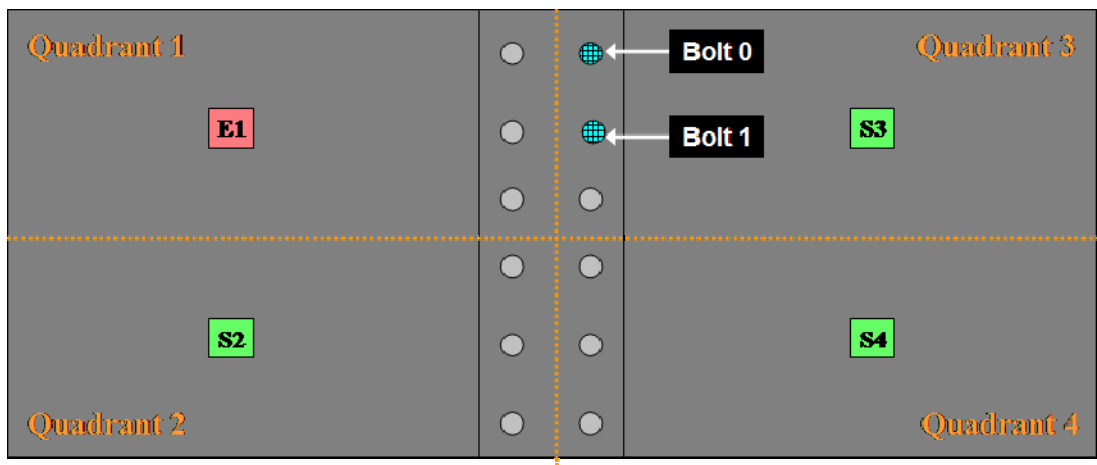 Quadrant 1
Quadrant 3
Bolt 0
Bolt 1
E1
S3
S2
S4
Quadrant 2
Quadrant 4